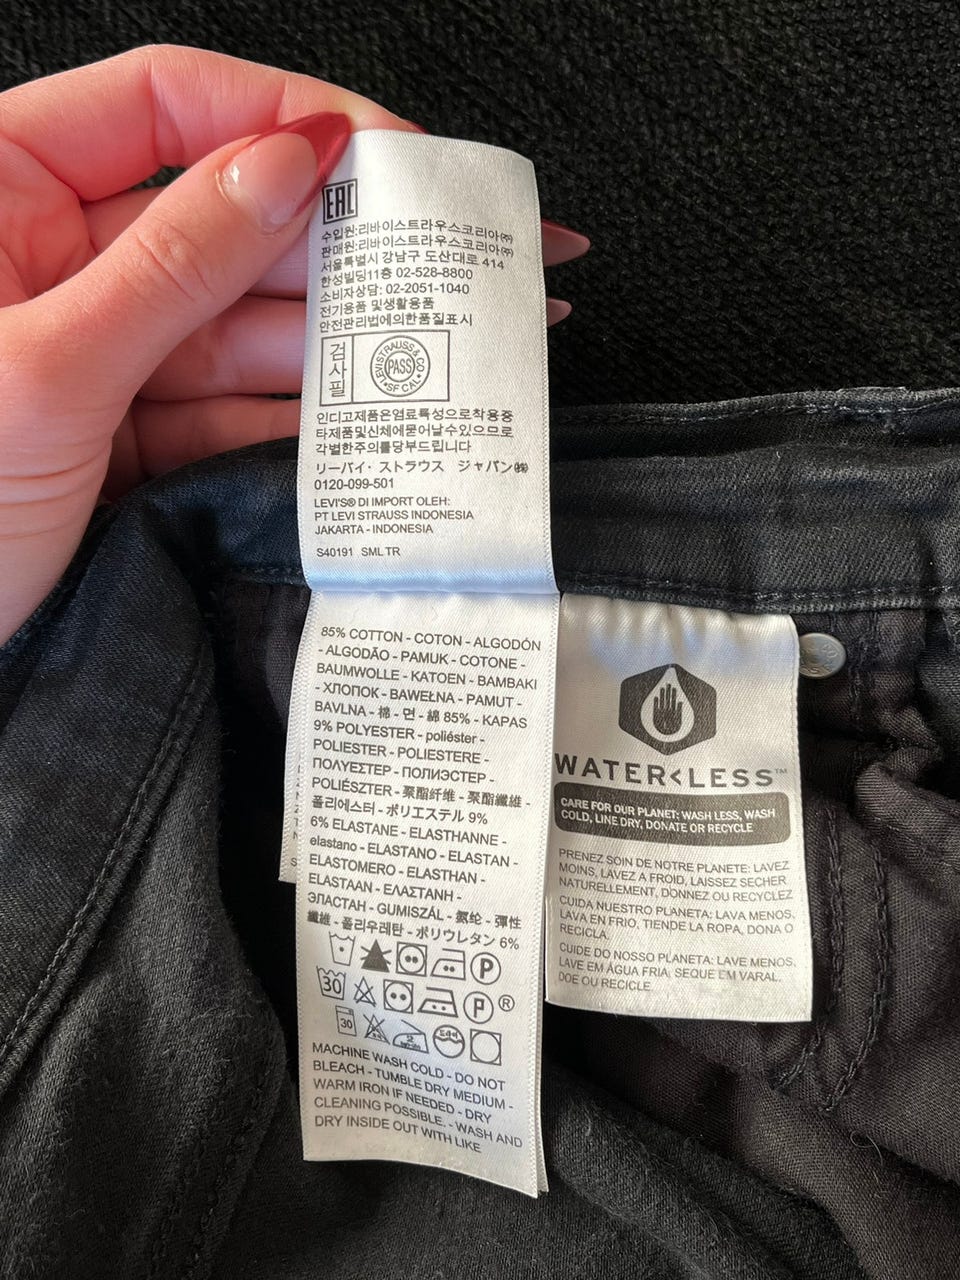 EAC
수입원:리바이스트라우스코리아㈜
판매원:리바이스트라우스코리아㈜
서울특별시 강남구 도산대로 414
한성빌딩11층 02-528-8800
소비자상담: 02-2051-1040
전기용품 및생활용품
안전관리법에의한품질표시
검사필
LEVI STRAUSS & CO.
PASS
SF CAL
인디고제품은염료특성으로착용중
타제품및신체에묻어날수있으므로
각별한주의를당부드립니다
リーバイ・ストラウス ジャパン㈱
0120-099-501
LEVI'S® DI IMPORT OLEH:
PT LEVI STRAUSS INDONESIA
JAKARTA - INDONESIA
S40191 SML TR
85% COTTON - COTON - ALGODÓN
- ALGODÃO - PAMUK - COTONE -
BAUMWOLLE - KATOEN - BAMBAKI
- ХЛОПОК - BAWEŁNA - PAMUT -
BAVLNA - 棉 - 면 - 綿 85% - KAPAS
9% POLYESTER - poliéster -
POLIESTER - POLIESTERE -
ΠΟΛΥΕΣΤΕΡ - ПОЛИЭСТЕР -
POLIÉSZTER - 聚酯纤维 - 聚酯纖維 -
폴리에스터 - ポリエステル 9%
6% ELASTANE - ELASTHANNE -
elastano - ELASTANO - ELASTAN -
ELASTOMERO - ELASTHAN -
ELASTAAN - ΕΛΑΣΤΑΝΗ -
ЭЛАСТАН - GUMISZÁL - 氨纶 - 彈性
纖維 - 폴리우레탄 - ポリウレタン 6%
P
30
P ®
30
드라이
MACHINE WASH COLD - DO NOT
BLEACH - TUMBLE DRY MEDIUM -
WARM IRON IF NEEDED - DRY
CLEANING POSSIBLE. - WASH AND
DRY INSIDE OUT WITH LIKE
WATER<LESS™
CARE FOR OUR PLANET: WASH LESS, WASH
COLD, LINE DRY, DONATE OR RECYCLE
PRENEZ SOIN DE NOTRE PLANETE: LAVEZ
MOINS, LAVEZ A FROID, LAISSEZ SECHER
NATURELLEMENT, DONNEZ OU RECYCLEZ
CUIDA NUESTRO PLANETA: LAVA MENOS,
LAVA EN FRIO, TIENDE LA ROPA, DONA O
RECICLA.
CUIDE DO NOSSO PLANETA: LAVE MENOS.
LAVE EM ÁGUA FRIA. SEQUE EM VARAL.
DOE OU RECICLE